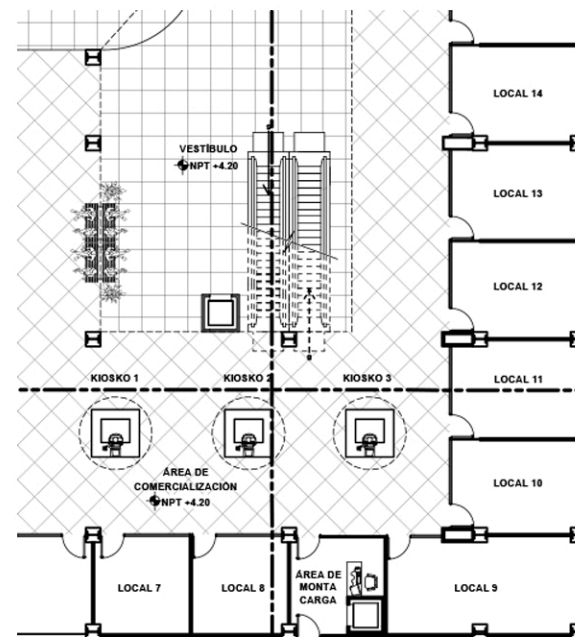 LOCAL 14
VESTÍBULO
NPT +4.20
LOCAL 13
LOCAL 12
KIOSKO 1
KIOSKO 2
KIOSKO 3
LOCAL 11
ÁREA DE
COMERCIALIZACIÓN
NPT +4.20
LOCAL 10
LOCAL 7
LOCAL 8
ÁREA DE
MONTA
CARGA
LOCAL 9